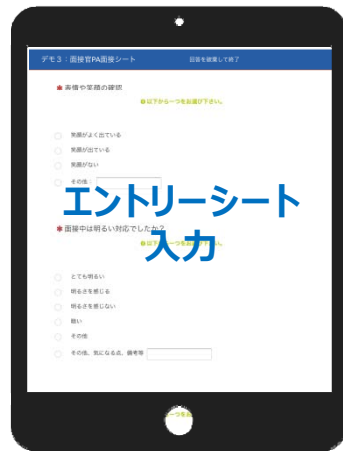 デモ3：面接官PA面接シート 回答を破棄して終了
表情や笑顔の確認
以下から一つをお選び下さい。
笑顔がよく出ている
笑顔が出ている
笑顔がない
その他：
エントリーシート
* 面接中は明るい対応でしたか？
入力
とても明るい
明るさを感じる
明るさを感じない
暗い
その他
その他、気になる点、備考等